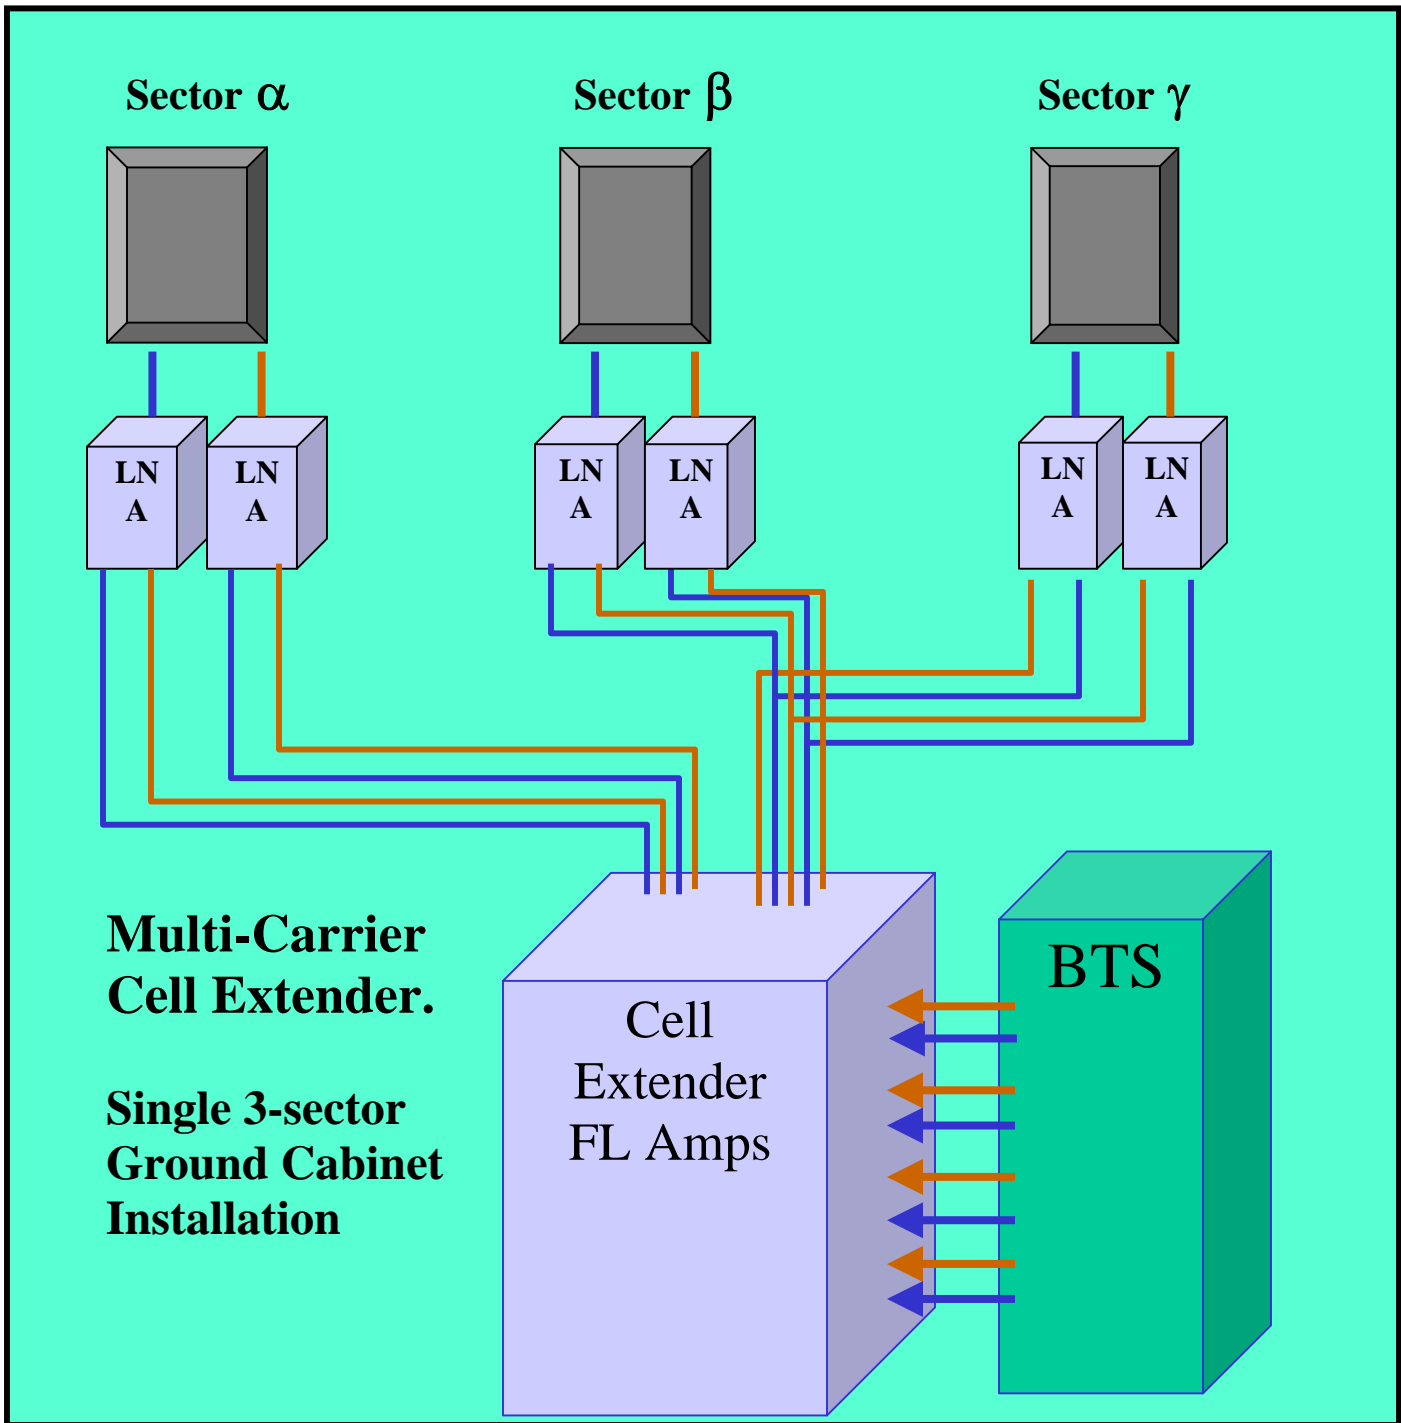 Sector α
Sector β
Sector γ
LN
A
LN
A
LN
A
LN
A
LN
A
LN
A
Multi-Carrier
Cell Extender.
Single 3-sector
Ground Cabinet
Installation
Cell
Extender
FL Amps
BTS